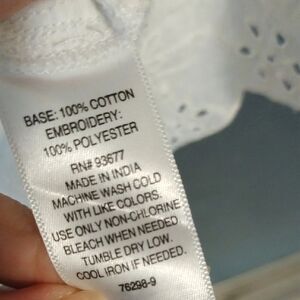 BASE: 100% COTTON
EMBROIDERY:
100% POLYESTER
RN# 93677
MADE IN INDIA
MACHINE WASH COLD
WITH LIKE COLORS.
USE ONLY NON-CHLORINE
BLEACH WHEN NEEDED.
TUMBLE DRY LOW.
COOL IRON IF NEEDED.
76298-9